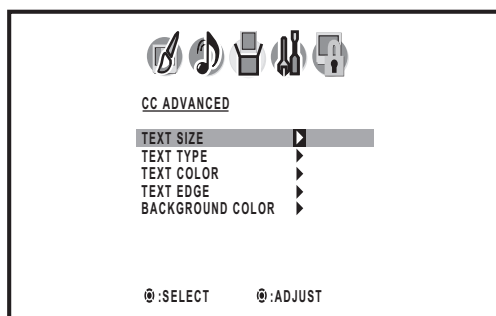 CC ADVANCED
TEXT SIZE
TEXT TYPE
TEXT COLOR
TEXT EDGE
BACKGROUND COLOR
:SELECT :ADJUST